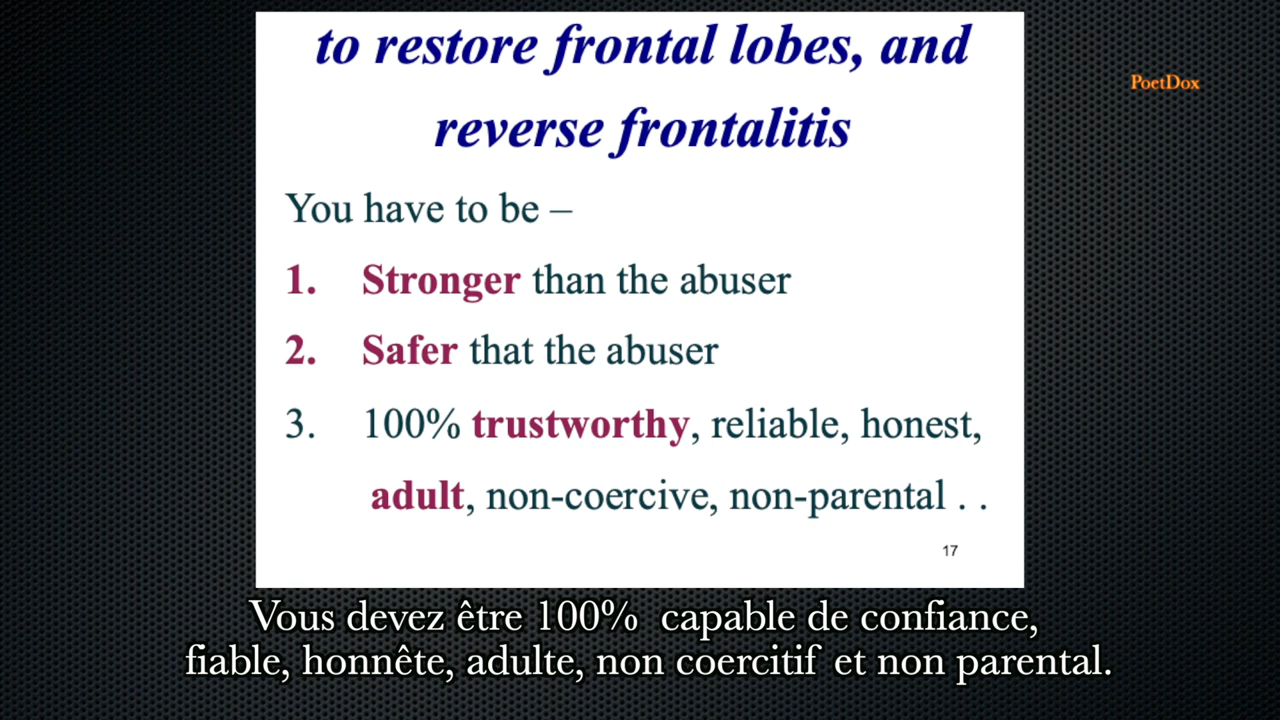 to restore frontal lobes, and
reverse frontalitis
PoetDox
You have to be –
1. Stronger than the abuser
2. Safer that the abuser
3. 100% trustworthy, reliable, honest,
adult, non-coercive, non-parental . .
17
Vous devez être 100% capable de confiance,
fiable, honnête, adulte, non coercitif et non parental.